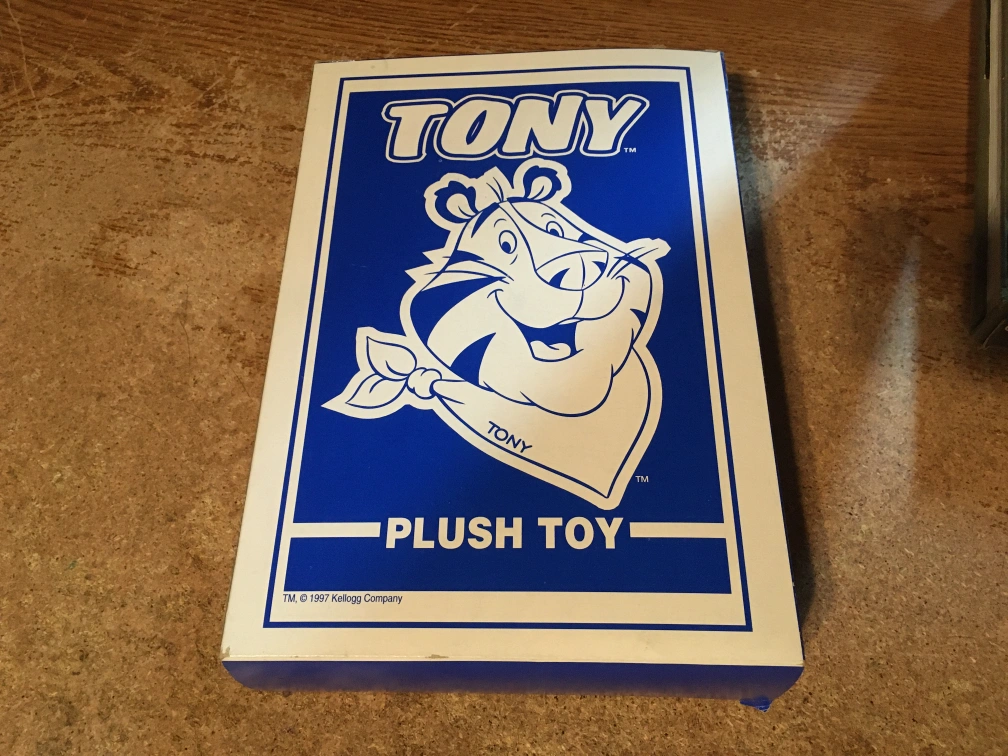 TONY™
TONY
™
PLUSH TOY
TM, © 1997 Kellogg Company